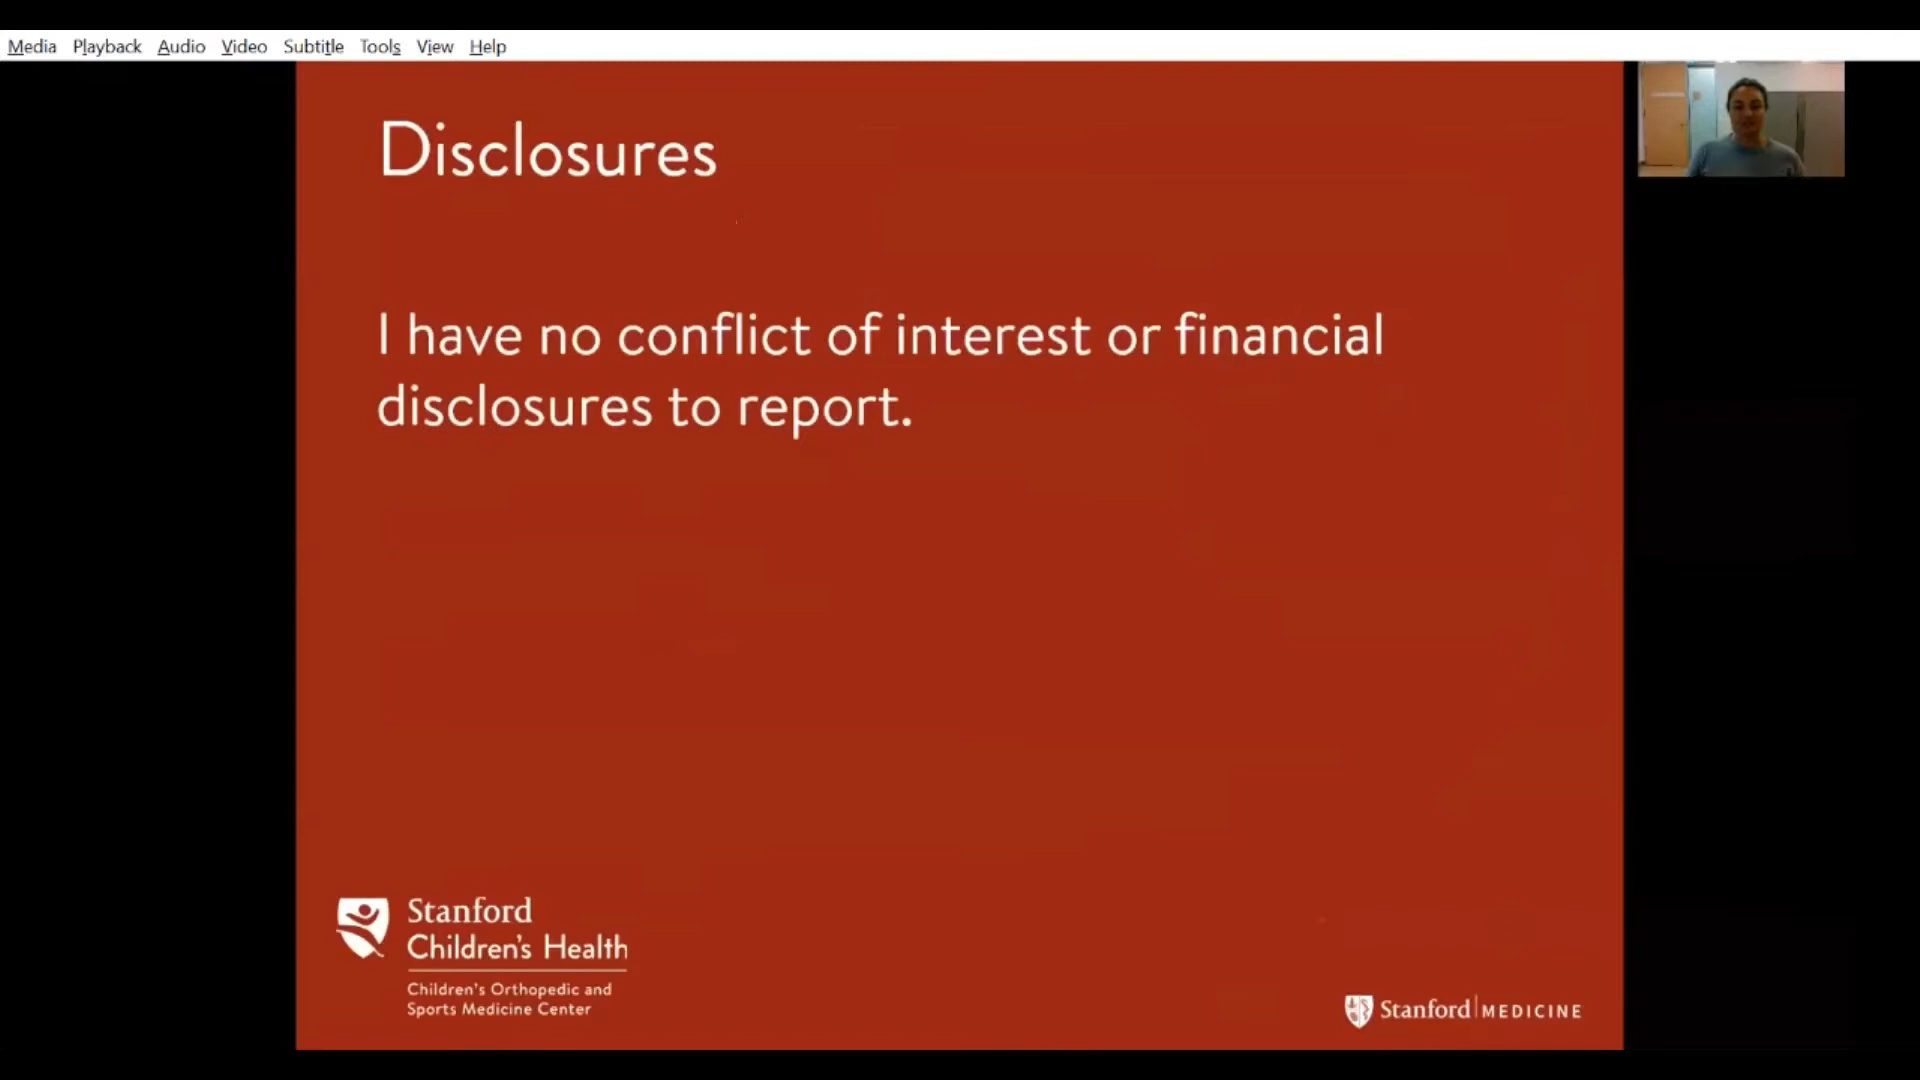 Media Playback Audio Video Subtitle Tools View Help
Disclosures
I have no conflict of interest or financial
disclosures to report.
Stanford
Children's Health
Children's Orthopedic and
Sports Medicine Center
Stanford MEDICINE